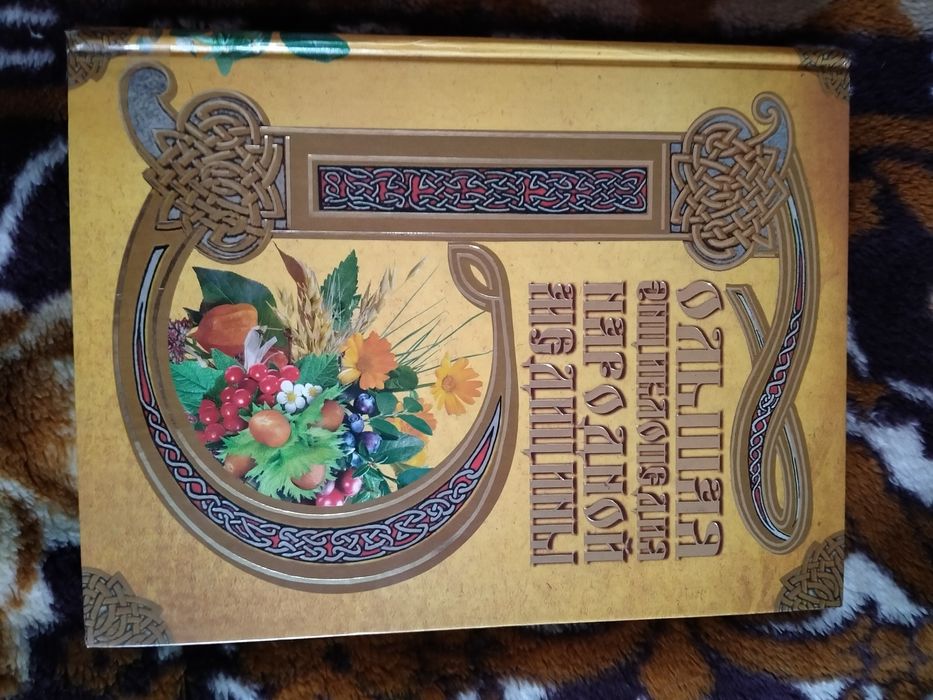 Большая
энциклопедия
народной
медицины